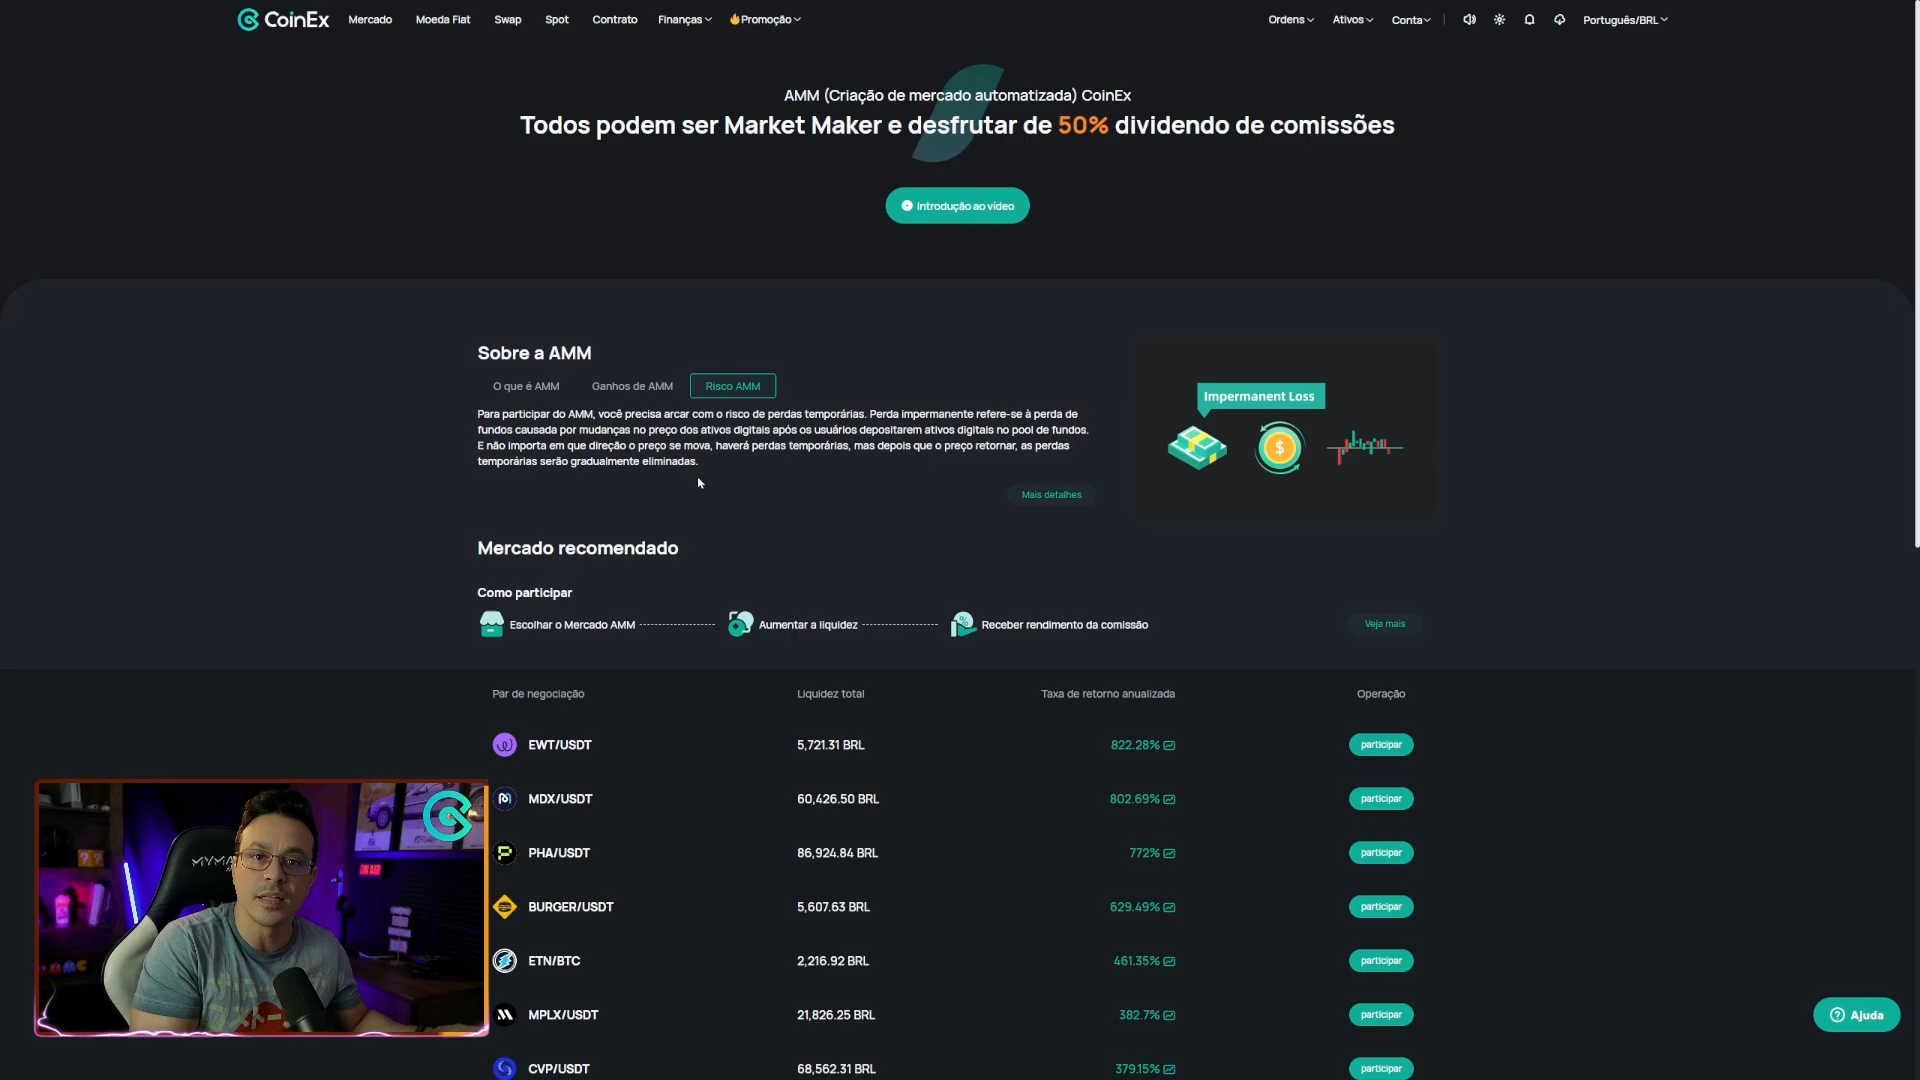 CoinEx Mercado Moeda Fiat Swap Spot Contrato Finanças Promoção Ordens Ativos Conta Português/BRL
AMM (Criação de mercado automatizada) CoinEx
Todos podem ser Market Maker e desfrutar de 50% dividendo de comissões
Introdução ao vídeo
Sobre a AMM
O que é AMM Ganhos de AMM Risco AMM
Para participar do AMM, você precisa arcar com o risco de perdas temporárias. Perda impermanente refere-se à perda de
fundos causada por mudanças no preço dos ativos digitais após os usuários depositarem ativos digitais no pool de fundos.
E não importa em que direção o preço se mova, haverá perdas temporárias, mas depois que o preço retornar, as perdas
temporárias serão gradualmente eliminadas.
Mais detalhes
Impermanent Loss
Mercado recomendado
Como participar
Escolhar o Mercado AMM Aumentar a liquidez Receber rendimento da comissão Veja mais
Par de negociação Liquidez total Taxa de retorno anualizada Operação
EWT/USDT 5,721.31 BRL 822.28% participar
MDX/USDT 60,426.50 BRL 802.69% participar
PHA/USDT 86,924.84 BRL 772% participar
BURGER/USDT 5,607.63 BRL 629.49% participar
ETN/BTC 2,216.92 BRL 461.35% participar
MPLX/USDT 21,826.25 BRL 382.7% participar
CVP/USDT 68,562.31 BRL 379.15% participar
ON AIR
Ajuda